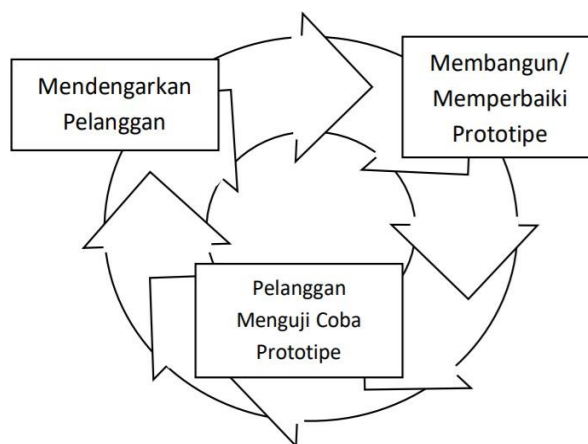 Mendengarkan
Pelanggan
Membangun/
Memperbaiki
Prototipe
Pelanggan
Menguji Coba
Prototipe